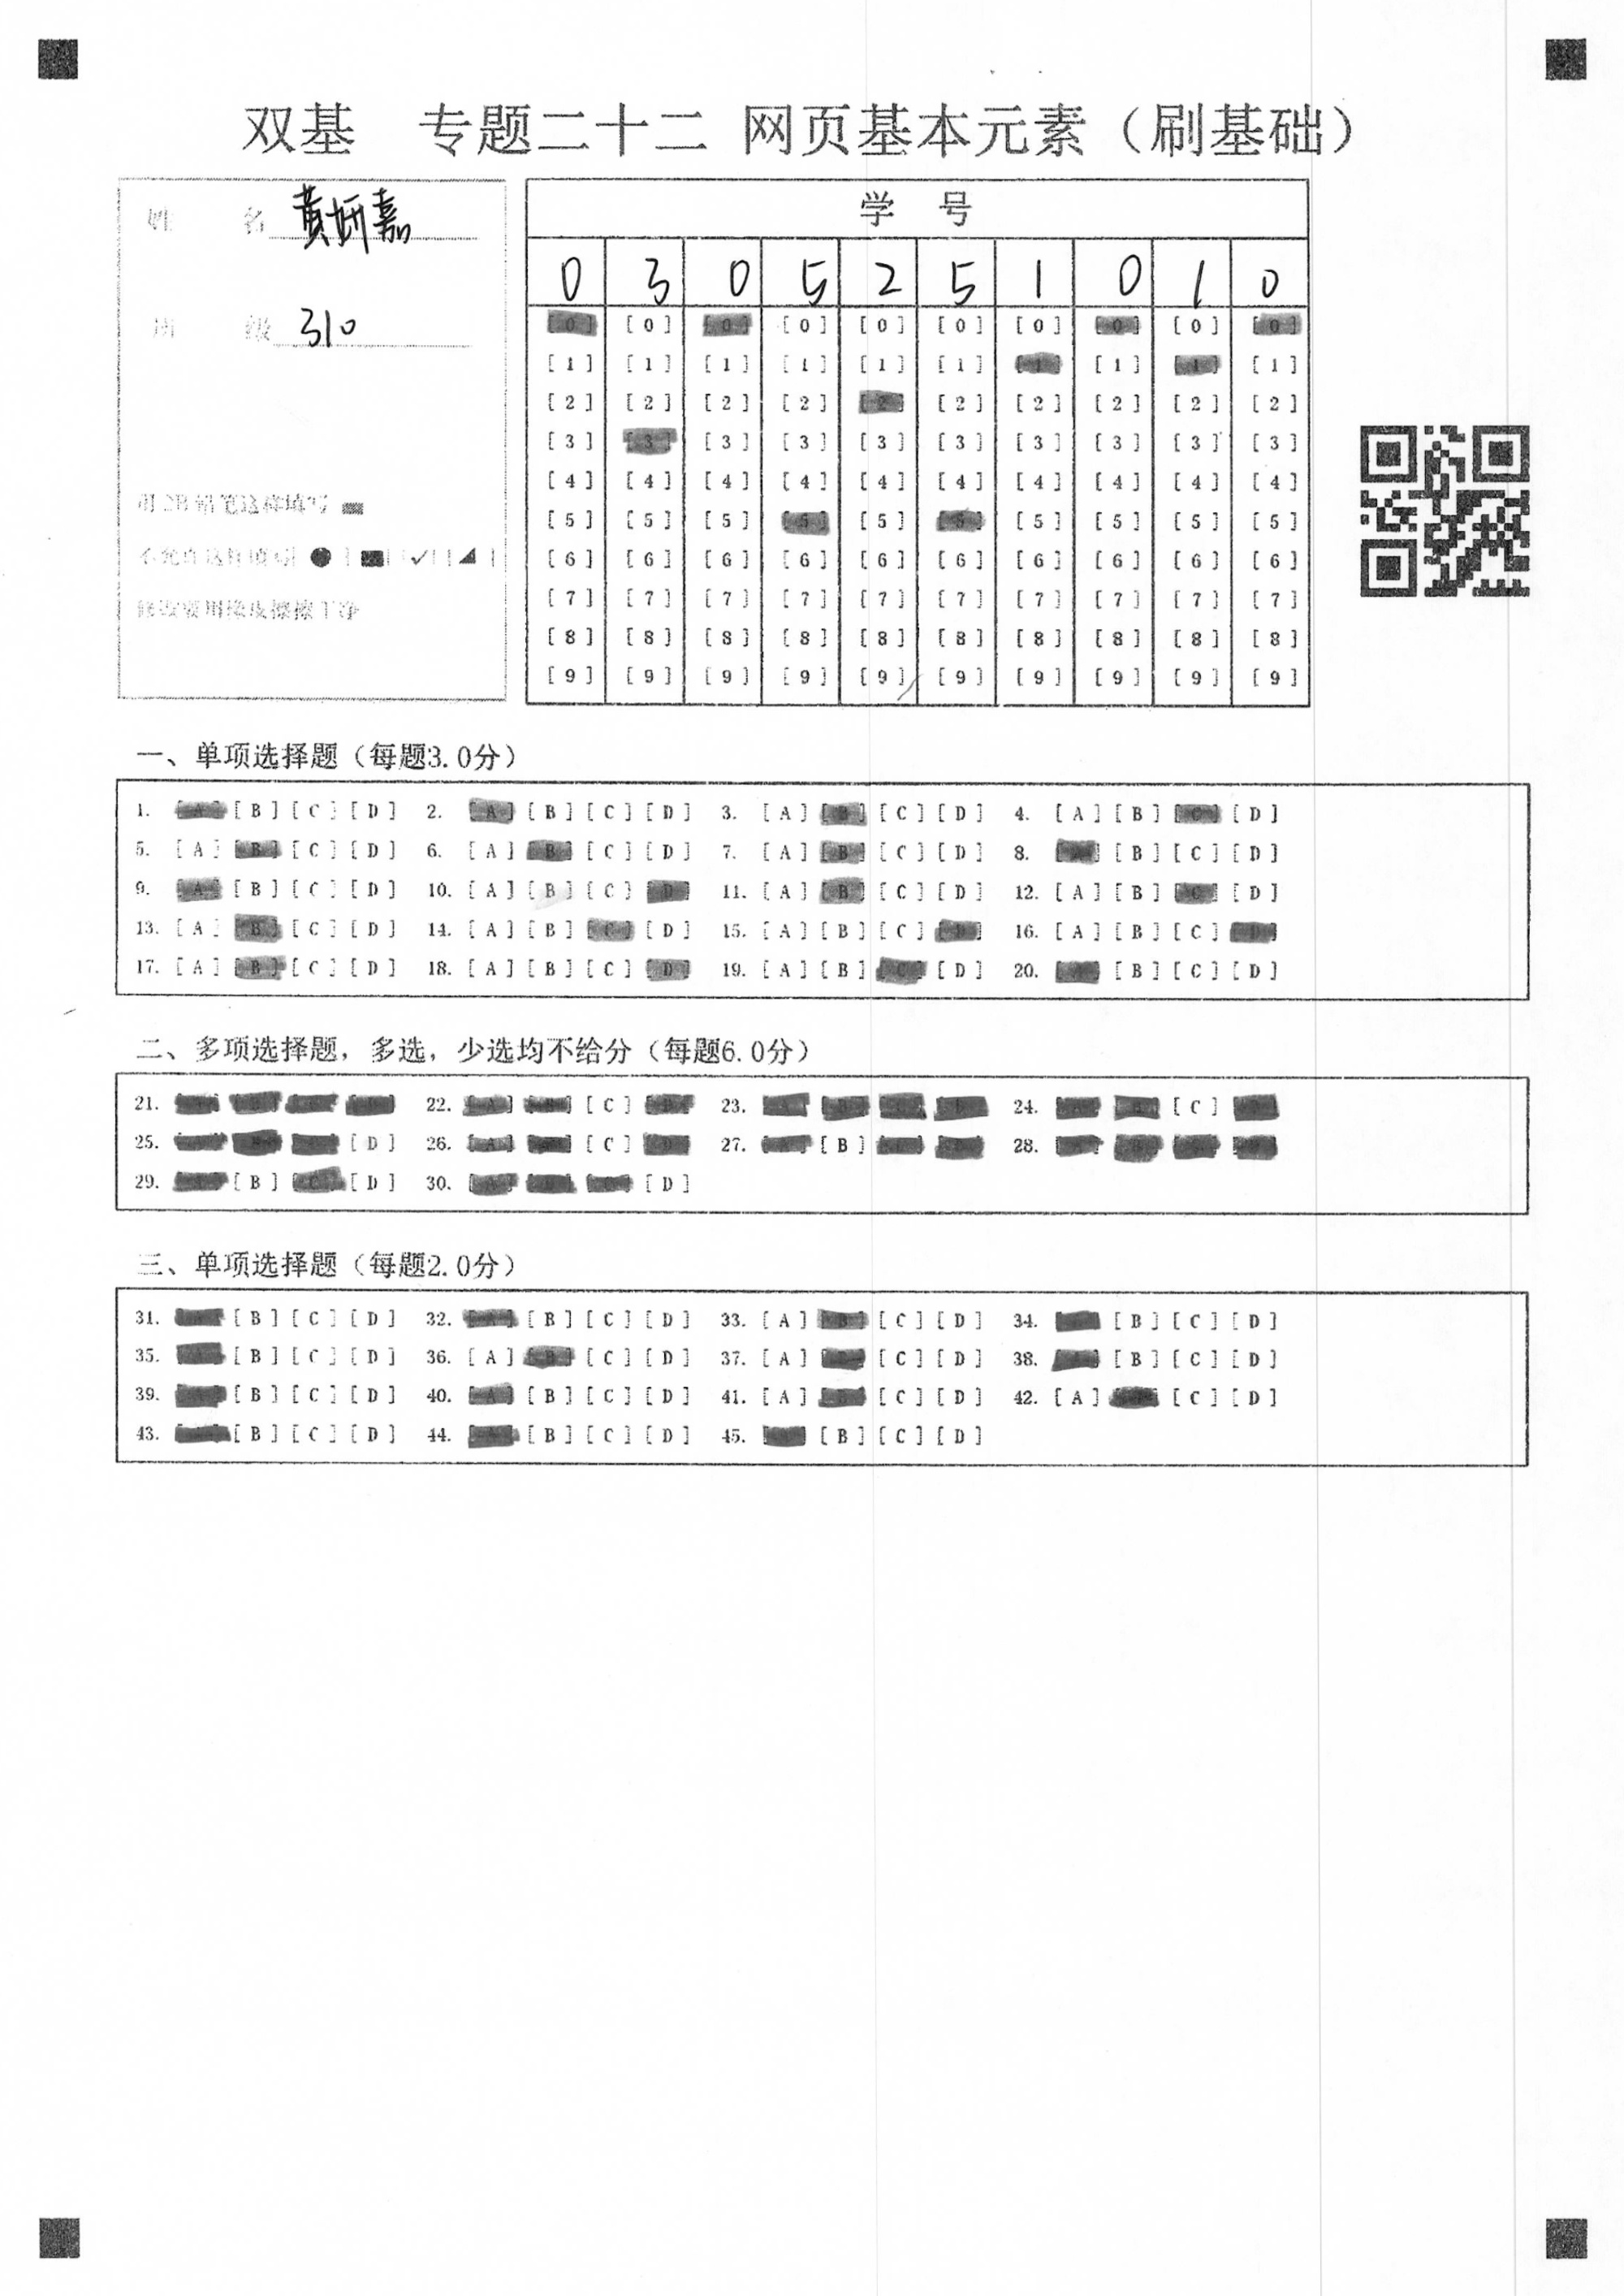 双基 专题二十二 网页基本元素（刷基础）
姓 名 黄妍嘉
班 级 310
用2B铅笔这样填写
不允许这样填写
修改需用橡皮擦擦干净
学 号
0 3 0 5 2 5 1 0 1 0
[0] [0] [0] [0] [0] [0] [0] [0] [0] [0]
[1] [1] [1] [1] [1] [1] [1] [1] [1] [1]
[2] [2] [2] [2] [2] [2] [2] [2] [2] [2]
[3] [3] [3] [3] [3] [3] [3] [3] [3] [3]
[4] [4] [4] [4] [4] [4] [4] [4] [4] [4]
[5] [5] [5] [5] [5] [5] [5] [5] [5] [5]
[6] [6] [6] [6] [6] [6] [6] [6] [6] [6]
[7] [7] [7] [7] [7] [7] [7] [7] [7] [7]
[8] [8] [8] [8] [8] [8] [8] [8] [8] [8]
[9] [9] [9] [9] [9] [9] [9] [9] [9] [9]
一、单项选择题（每题3.0分）
1. [A] [B] [C] [D] 2. [A] [B] [C] [D] 3. [A] [B] [C] [D] 4. [A] [B] [C] [D]
5. [A] [B] [C] [D] 6. [A] [B] [C] [D] 7. [A] [B] [C] [D] 8. [B] [C] [D]
9. [A] [B] [C] [D] 10. [A] [B] [C] [D] 11. [A] [B] [C] [D] 12. [A] [B] [C] [D]
13. [A] [B] [C] [D] 14. [A] [B] [C] [D] 15. [A] [B] [C] [D] 16. [A] [B] [C] [D]
17. [A] [B] [C] [D] 18. [A] [B] [C] [D] 19. [A] [B] [C] [D] 20. [A] [B] [C] [D]
二、多项选择题，多选，少选均不给分（每题6.0分）
21. 22. [A] [C] 23. 24. [C]
25. [D] 26. [A] [C] 27. [B] 28.
29. [B] [C] [D] 30. [A] [D]
三、单项选择题（每题2.0分）
31. [B] [C] [D] 32. [B] [C] [D] 33. [A] [C] [D] 34. [B] [C] [D]
35. [B] [C] [D] 36. [A] [B] [C] [D] 37. [A] [C] [D] 38. [B] [C] [D]
39. [B] [C] [D] 40. [A] [B] [C] [D] 41. [A] [C] [D] 42. [A] [C] [D]
43. [B] [C] [D] 44. [B] [C] [D] 45. [B] [C] [D]